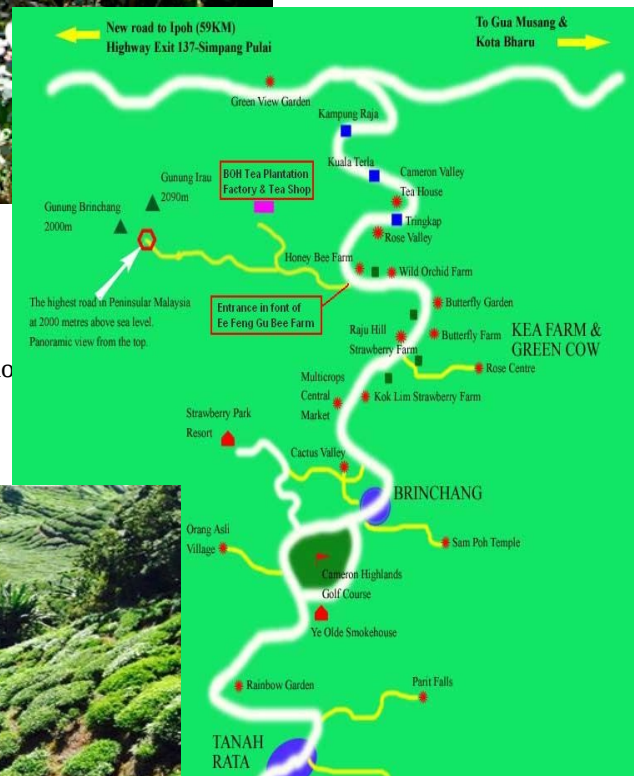 New road to Ipoh (59KM)
Highway Exit 137-Simpang Pulai
To Gua Musang &
Kota Bharu
Green View Garden
Kampung Raja
Kuala Terla
Cameron Valley
Tea House
BOH Tea Plantation
Factory & Tea Shop
Gunung Irau
2090m
Gunung Brinchang
2000m
Tringkap
Rose Valley
Honey Bee Farm
Wild Orchid Farm
The highest road in Peninsular Malaysia
at 2000 metres above sea level.
Panoramic view from the top.
Entrance in font of
Ee Feng Gu Bee Farm
Butterfly Garden
Raju Hill
Strawberry Farm
Butterfly Farm
KEA FARM &
GREEN COW
Rose Centre
Multicrops
Central
Market
Kok Lim Strawberry Farm
Strawberry Park
Resort
Cactus Valley
BRINCHANG
Orang Asli
Village
Sam Poh Temple
Cameron Highlands
Golf Course
Ye Olde Smokehouse
Rainbow Garden
Parit Falls
TANAH
RATA